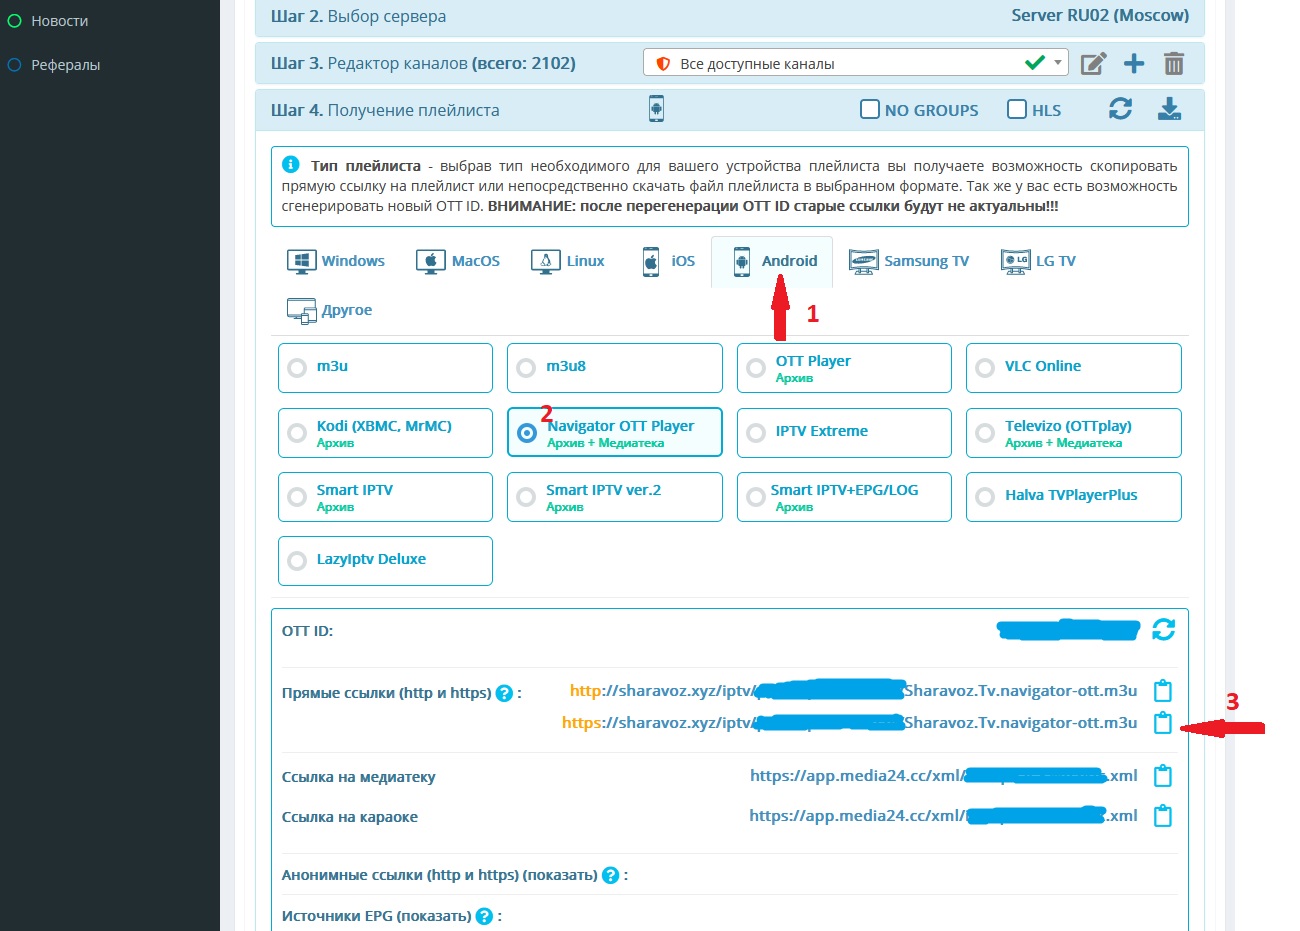 Новости
Рефералы
Шаг 2. Выбор сервера
Server RU02 (Moscow)
Шаг 3. Редактор каналов (всего: 2102)
Все доступные каналы
Шаг 4. Получение плейлиста
NO GROUPS
HLS
Тип плейлиста - выбрав тип необходимого для вашего устройства плейлиста вы получаете возможность скопировать
прямую ссылку на плейлист или непосредственно скачать файл плейлиста в выбранном формате. Так же у вас есть возможность
сгенерировать новый OTT ID. ВНИМАНИЕ: после перегенерации OTT ID старые ссылки будут не актуальны!!!
Windows
MacOS
Linux
iOS
Android
Samsung TV
LG
LG TV
1
Другое
m3u
m3u8
OTT Player
Архив
VLC Online
Kodi (XBMC, MrMC)
Архив
2
Navigator OTT Player
Архив + Медиатека
IPTV Extreme
Televizo (OTTplay)
Архив + Медиатека
Smart IPTV
Архив
Smart IPTV ver.2
Архив
Smart IPTV+EPG/LOG
Архив
Halva TVPlayerPlus
LazyIptv Deluxe
OTT ID:
Прямые ссылки (http и https) ? :
http://sharavoz.xyz/iptv/ Sharavoz.Tv.navigator-ott.m3u
https://sharavoz.xyz/iptv/ Sharavoz.Tv.navigator-ott.m3u
3
Ссылка на медиатеку
https://app.media24.cc/xml/ .xml
Ссылка на караоке
https://app.media24.cc/xml/ .xml
Анонимные ссылки (http и https) (показать) ? :
Источники EPG (показать) ? :